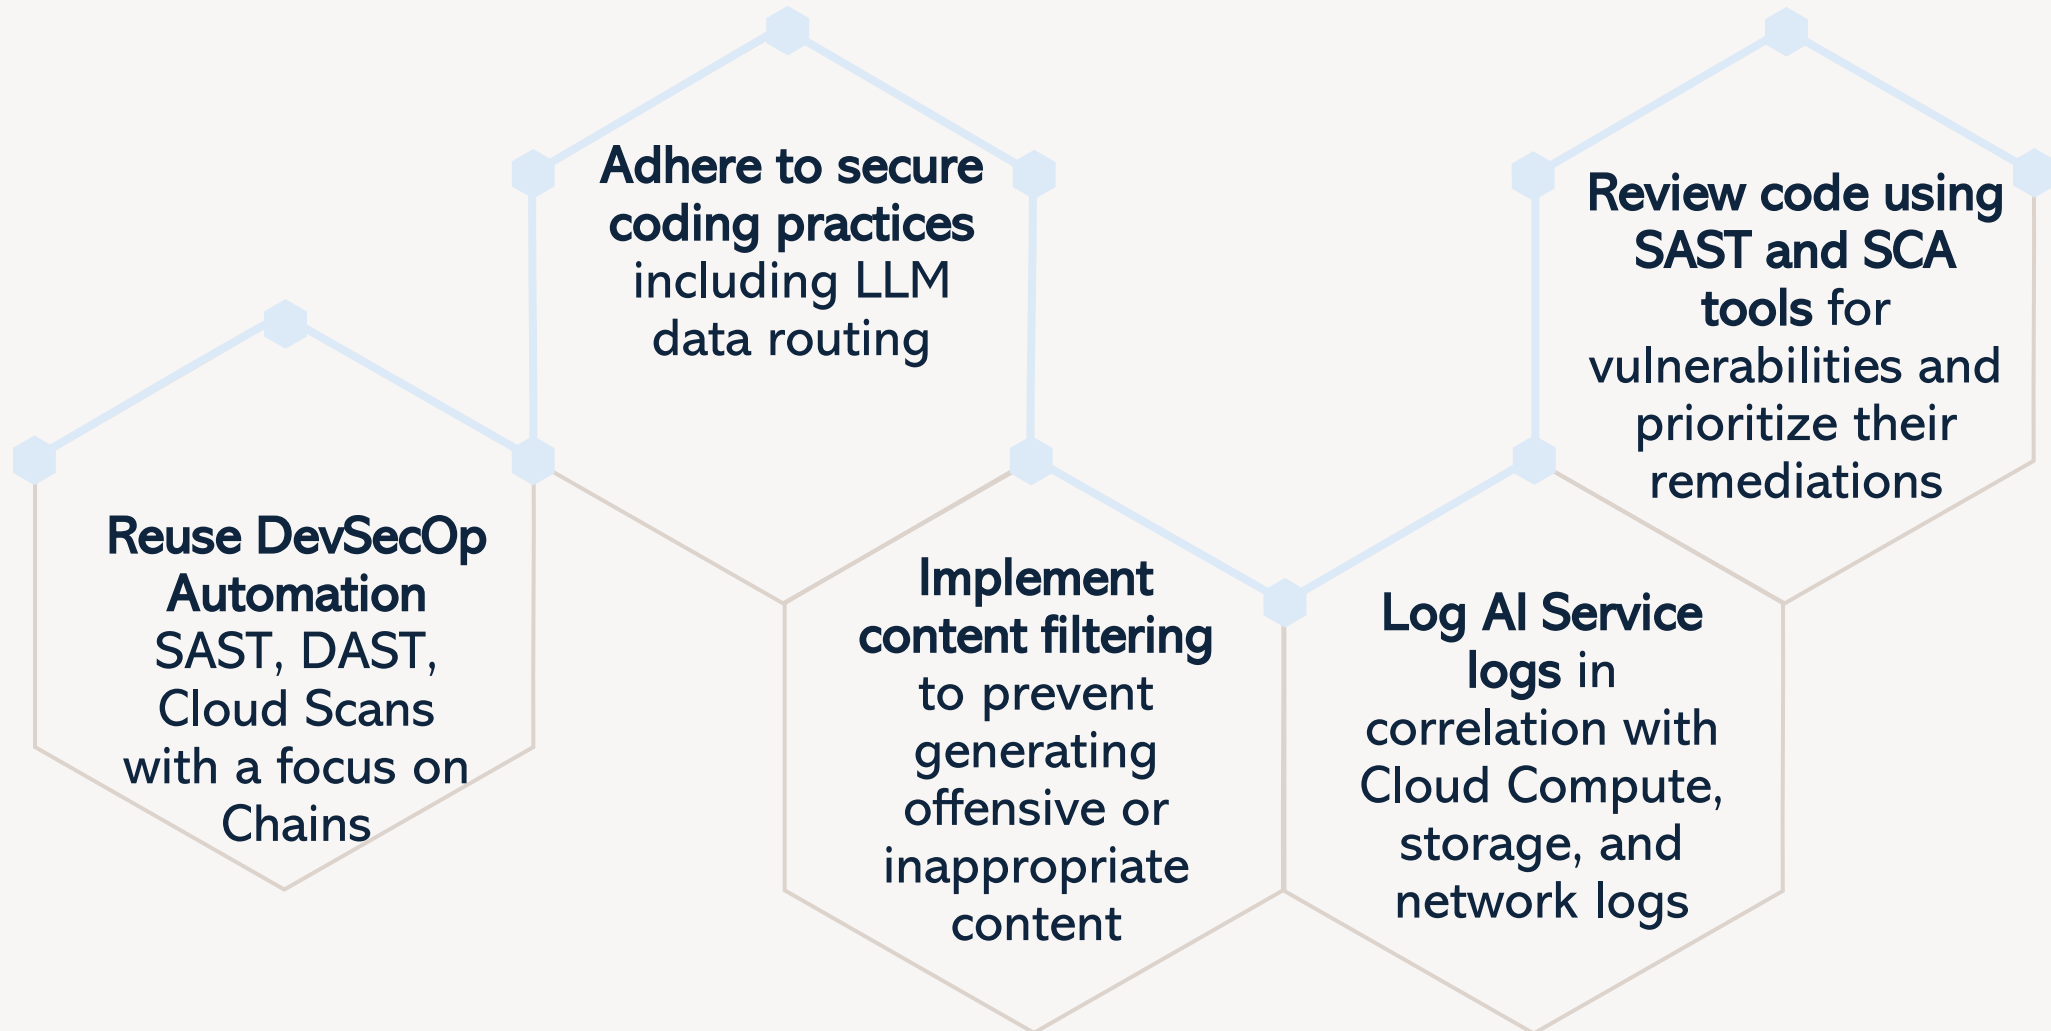 Reuse DevSecOp
Automation
SAST, DAST,
Cloud Scans
with a focus on
Chains
Adhere to secure
coding practices
including LLM
data routing
Implement
content filtering
to prevent
generating
offensive or
inappropriate
content
Log AI Service
logs in
correlation with
Cloud Compute,
storage, and
network logs
Review code using
SAST and SCA
tools for
vulnerabilities and
prioritize their
remediations